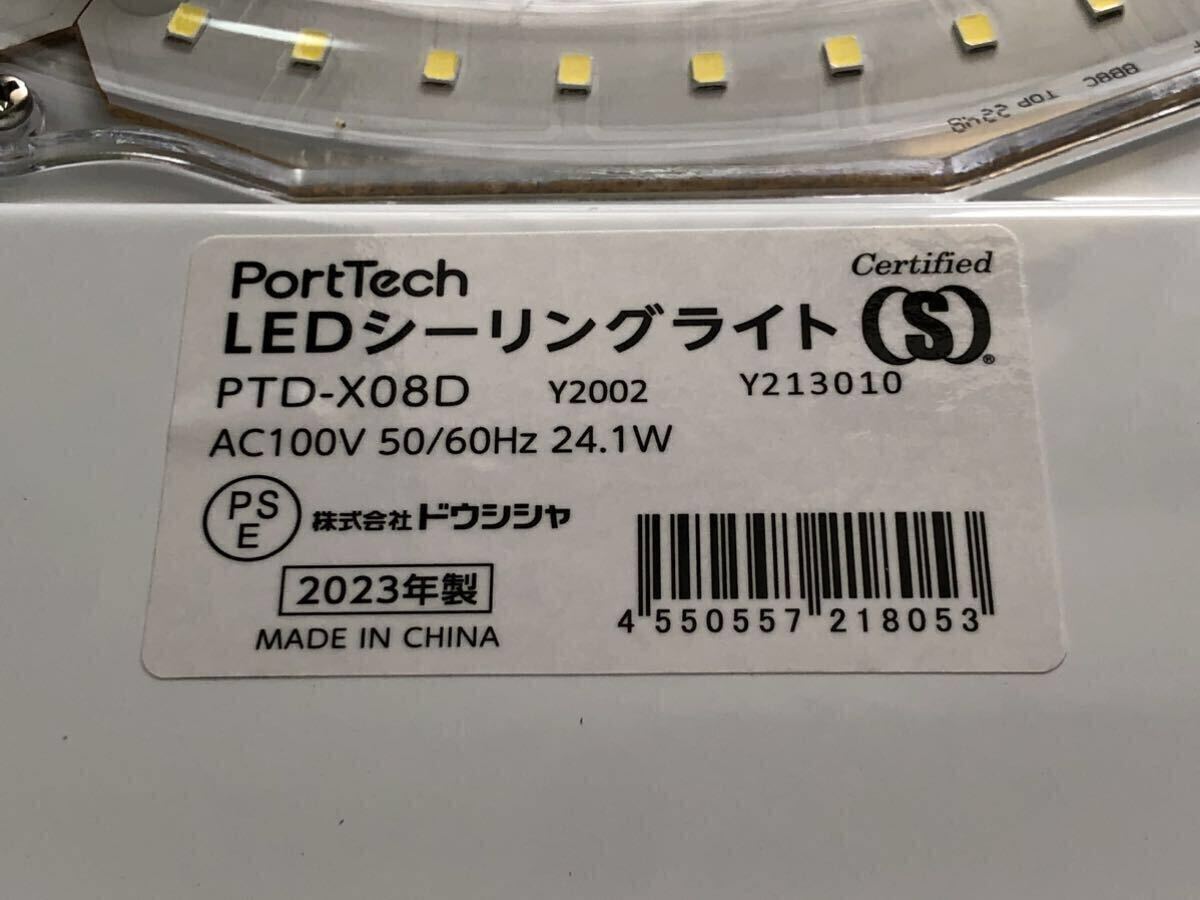 8B8C TOP 2248
PortTech
Certified
LEDシーリングライト
S®
PTD-X08D Y2002 Y213010
AC100V 50/60Hz 24.1W
PS
E
株式会社ドウシシャ
2023年製
MADE IN CHINA
4 550557 218053